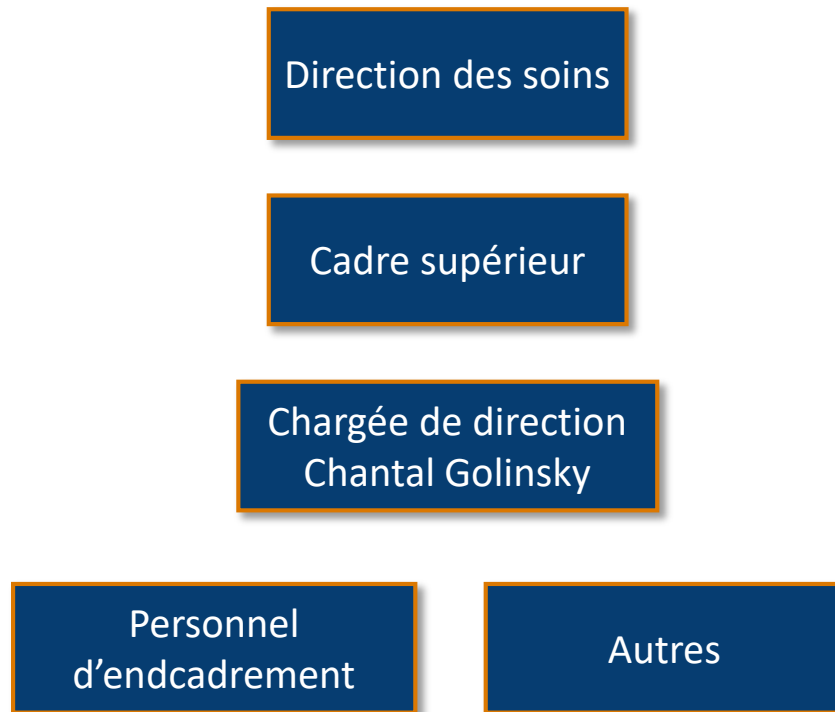 Direction des soins
Cadre supérieur
Chargée de direction
Chantal Golinsky
Personnel
d’endcadrement
Autres